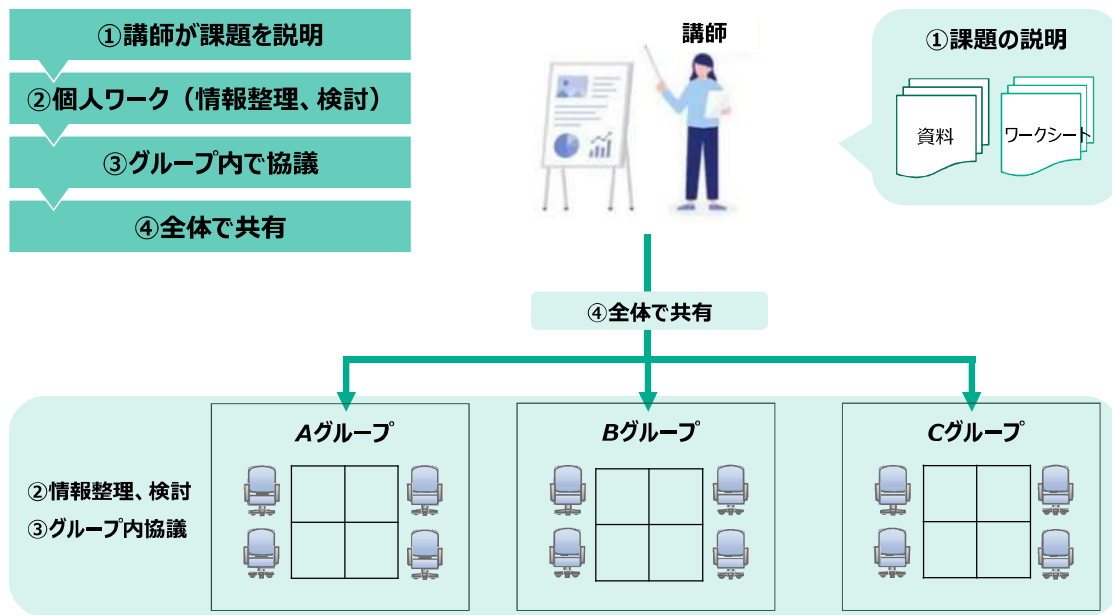 ①講師が課題を説明
②個人ワーク（情報整理、検討）
③グループ内で協議
④全体で共有
講師
①課題の説明
資料
ワークシート
④全体で共有
Aグループ
Bグループ
Cグループ
②情報整理、検討
③グループ内協議